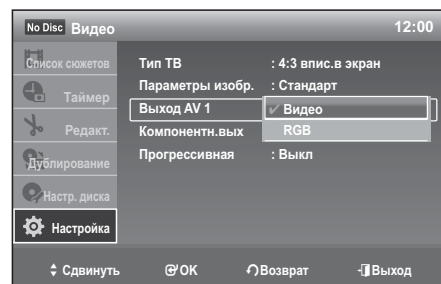 No Disc Видео 12:00
Список сюжетов
Таймер
Редакт.
Дублирование
Настр. диска
Настройка
Тип ТВ : 4:3 впис.в экран
Параметры изобр. : Стандарт
Выход AV 1 ✓ Видео
Компонентн.вых RGB
Прогрессивная : Выкл
Сдвинуть OK Возврат Выход